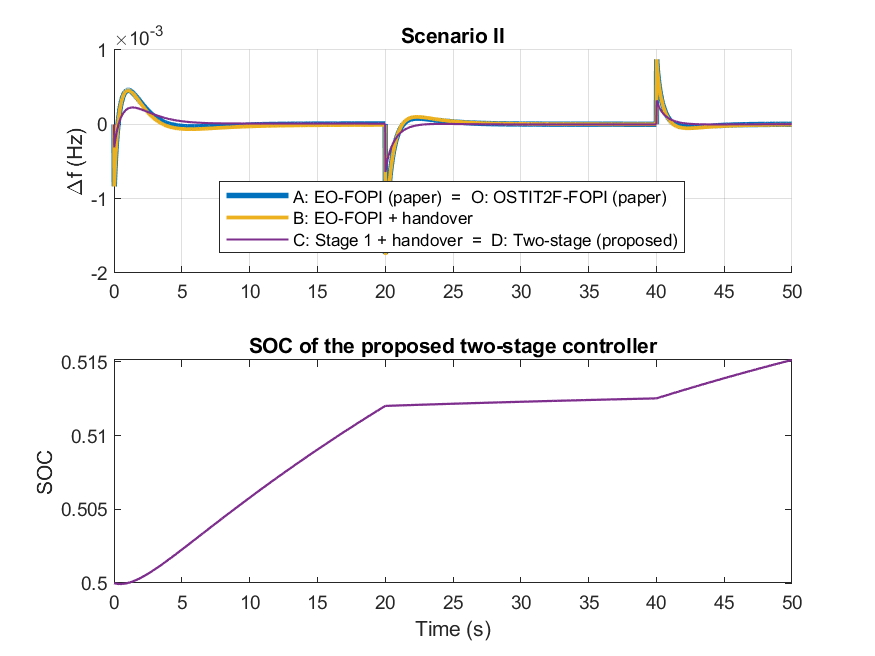 Scenario II
×10-3
1
0
-1
-2
Δf (Hz)
A: EO-FOPI (paper) = O: OSTIT2F-FOPI (paper)
B: EO-FOPI + handover
C: Stage 1 + handover = D: Two-stage (proposed)
0 5 10 15 20 25 30 35 40 45 50
SOC of the proposed two-stage controller
0.515
0.51
0.505
0.5
SOC
0 5 10 15 20 25 30 35 40 45 50
Time (s)